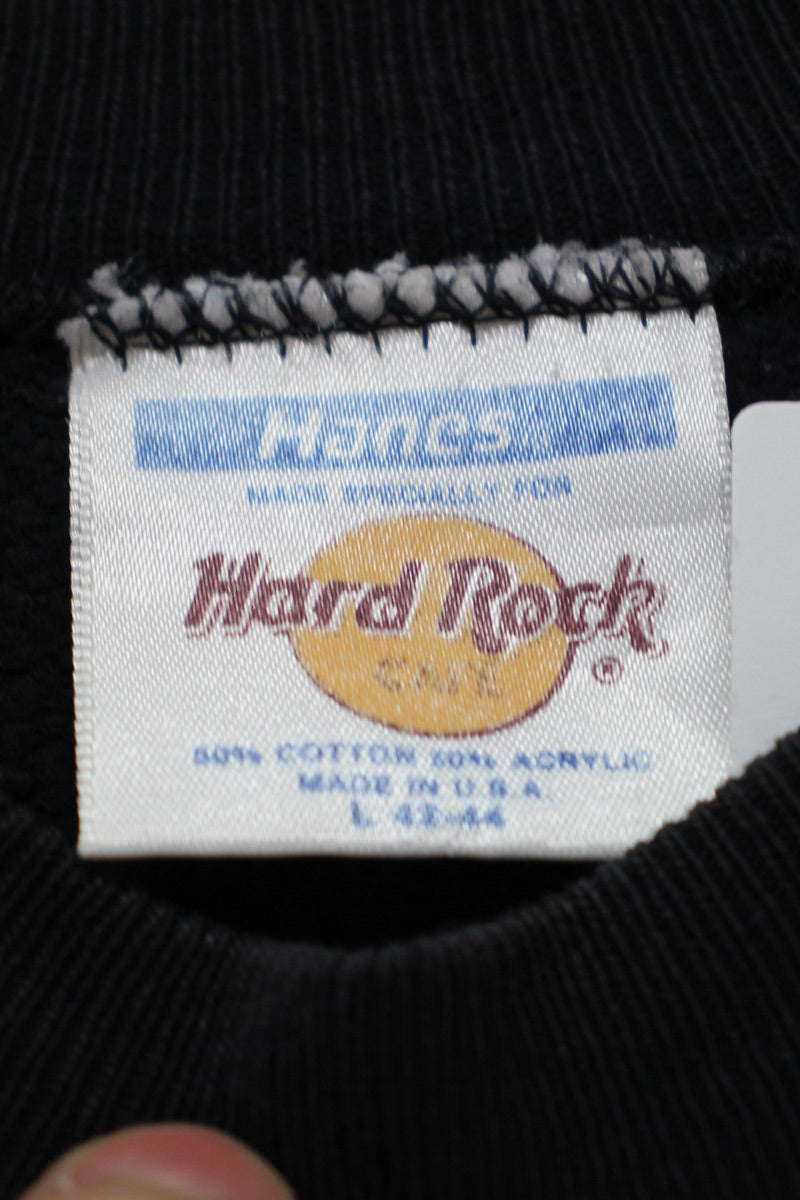 Hanes
MADE SPECIALLY FOR
Hard Rock
CAFE
®
50% COTTON 50% ACRYLIC
MADE IN U.S.A.
L 42-44